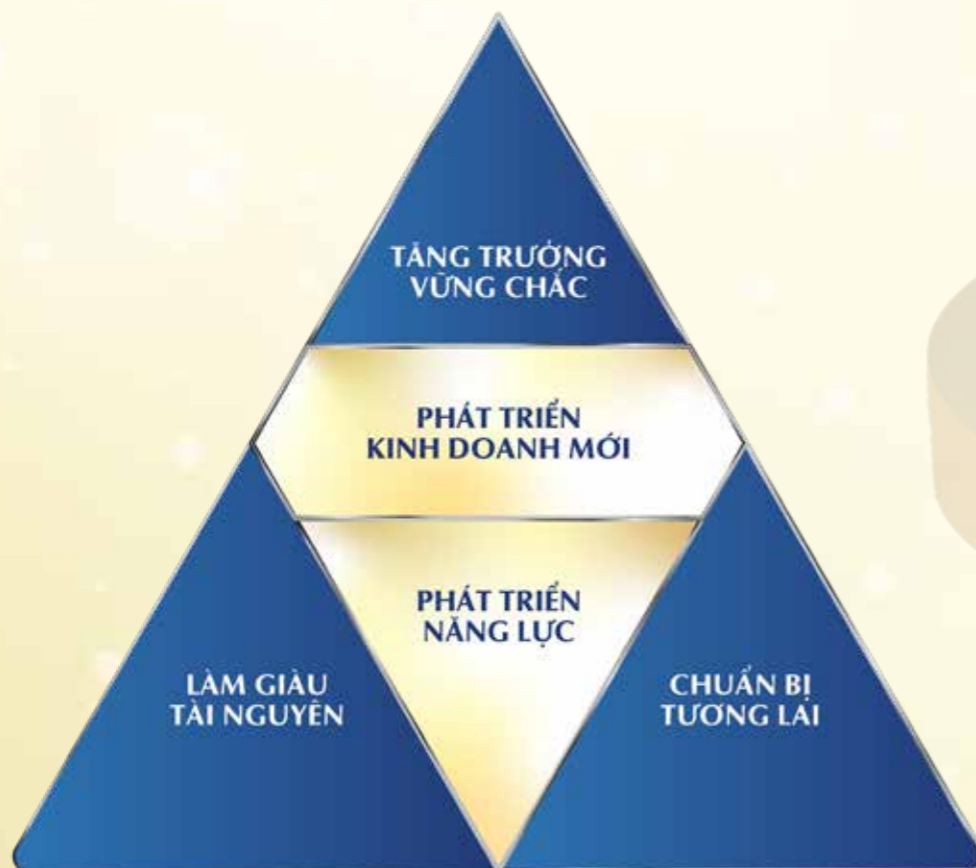 TĂNG TRƯỞNG
VỮNG CHẮC
PHÁT TRIỂN
KINH DOANH MỚI
PHÁT TRIỂN
NĂNG LỰC
LÀM GIÀU
TÀI NGUYÊN
CHUẨN BỊ
TƯƠNG LAI